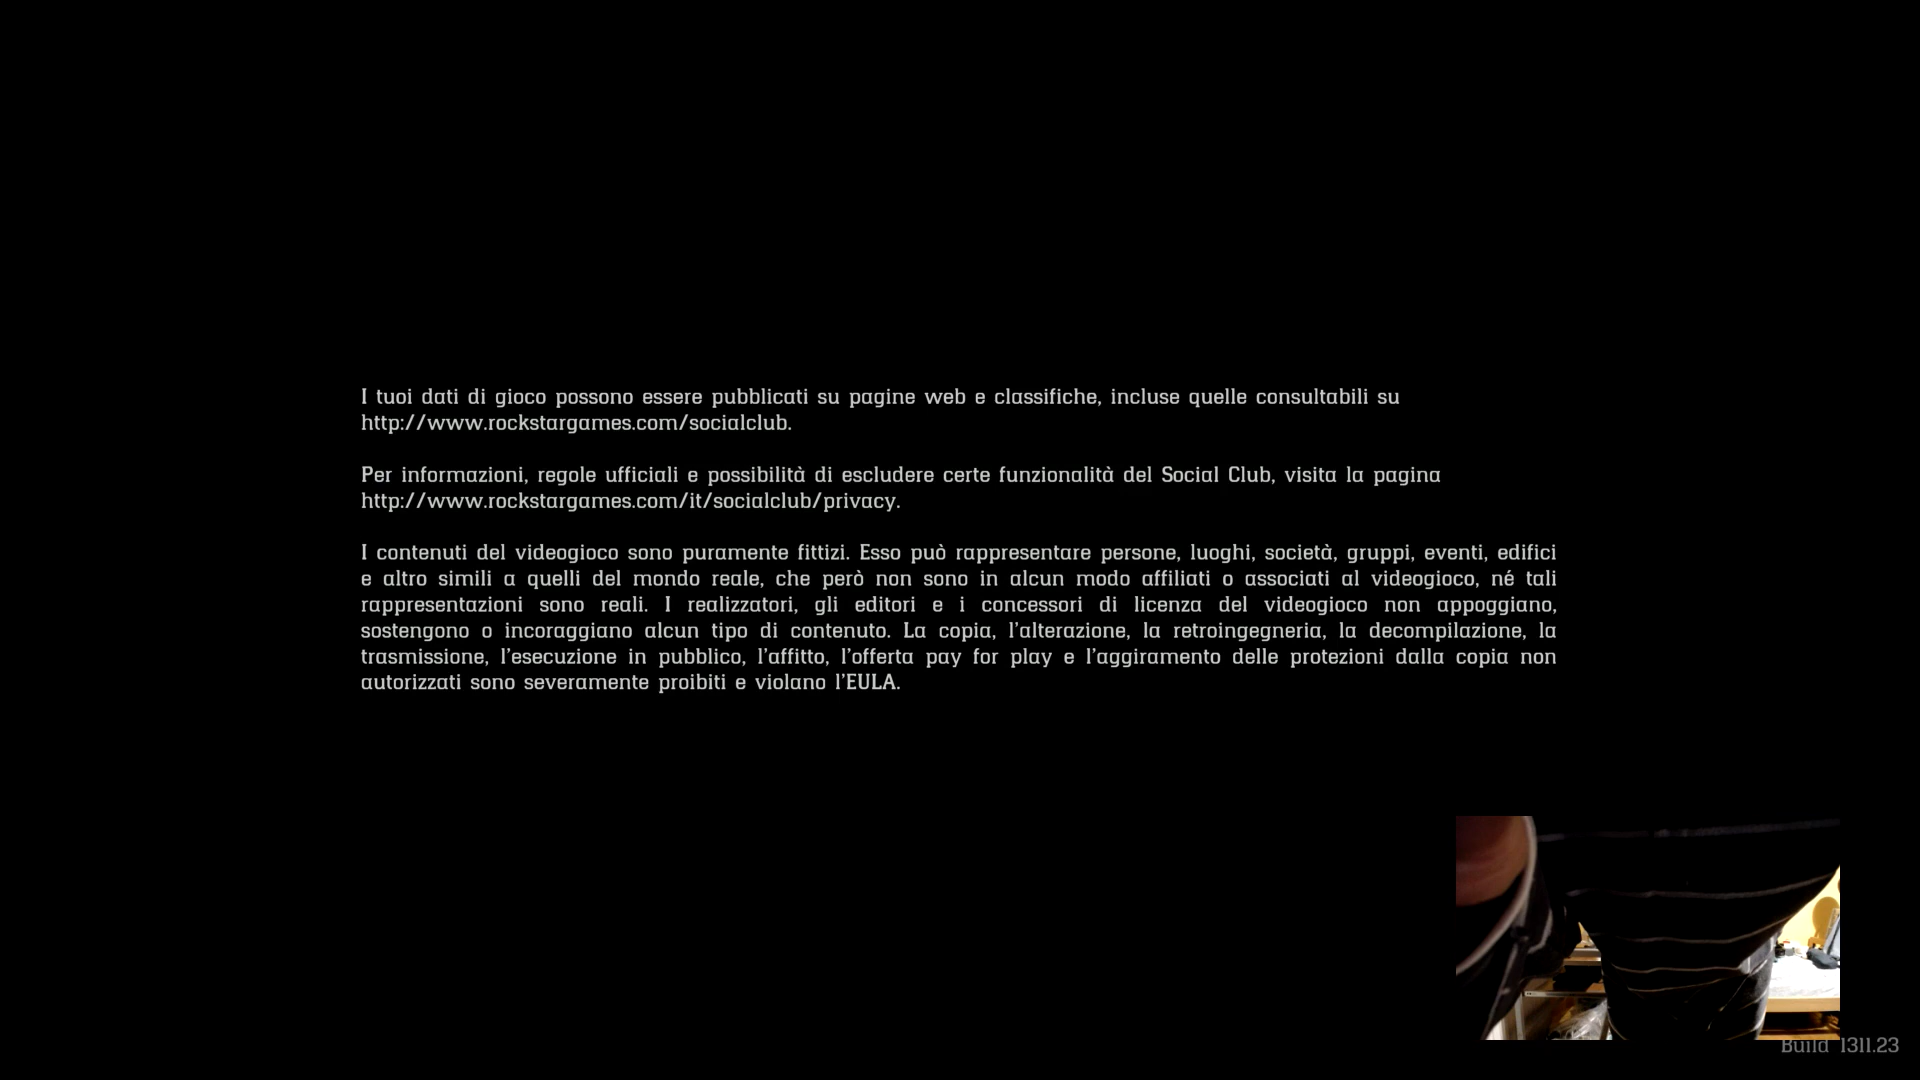 I tuoi dati di gioco possono essere pubblicati su pagine web e classifiche, incluse quelle consultabili su
http://www.rockstargames.com/socialclub.
Per informazioni, regole ufficiali e possibilità di escludere certe funzionalità del Social Club, visita la pagina
http://www.rockstargames.com/it/socialclub/privacy.
I contenuti del videogioco sono puramente fittizi. Esso può rappresentare persone, luoghi, società, gruppi, eventi, edifici
e altro simili a quelli del mondo reale, che però non sono in alcun modo affiliati o associati al videogioco, né tali
rappresentazioni sono reali. I realizzatori, gli editori e i concessori di licenza del videogioco non appoggiano,
sostengono o incoraggiano alcun tipo di contenuto. La copia, l'alterazione, la retroingegneria, la decompilazione, la
trasmissione, l'esecuzione in pubblico, l'affitto, l'offerta pay for play e l'aggiramento delle protezioni dalla copia non
autorizzati sono severamente proibiti e violano l'EULA.
Build 1311.23